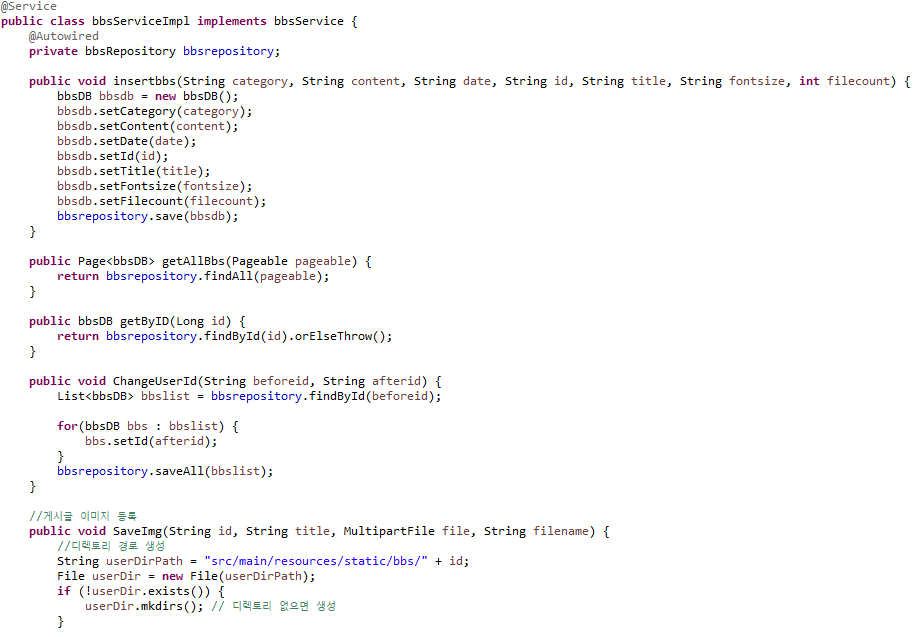 @Service
public class bbsServiceImpl implements bbsService {
    @Autowired
    private bbsRepository bbsrepository;

    public void insertbbs(String category, String content, String date, String id, String title, String fontsize, int filecount) {
        bbsDB bbsdb = new bbsDB();
        bbsdb.setCategory(category);
        bbsdb.setContent(content);
        bbsdb.setDate(date);
        bbsdb.setId(id);
        bbsdb.setTitle(title);
        bbsdb.setFontsize(fontsize);
        bbsdb.setFilecount(filecount);
        bbsrepository.save(bbsdb);
    }

    public Page<bbsDB> getAllBbs(Pageable pageable) {
        return bbsrepository.findAll(pageable);
    }

    public bbsDB getByID(Long id) {
        return bbsrepository.findById(id).orElseThrow();
    }

    public void ChangeUserId(String beforeid, String afterid) {
        List<bbsDB> bbslist = bbsrepository.findById(beforeid);

        for(bbsDB bbs : bbslist) {
            bbs.setId(afterid);
        }
        bbsrepository.saveAll(bbslist);
    }

    //게시글 이미지 등록
    public void SaveImg(String id, String title, MultipartFile file, String filename) {
        //디렉토리 경로 생성
        String userDirPath = "src/main/resources/static/bbs/" + id;
        File userDir = new File(userDirPath);
        if (!userDir.exists()) {
            userDir.mkdirs(); // 디렉토리 없으면 생성
        }